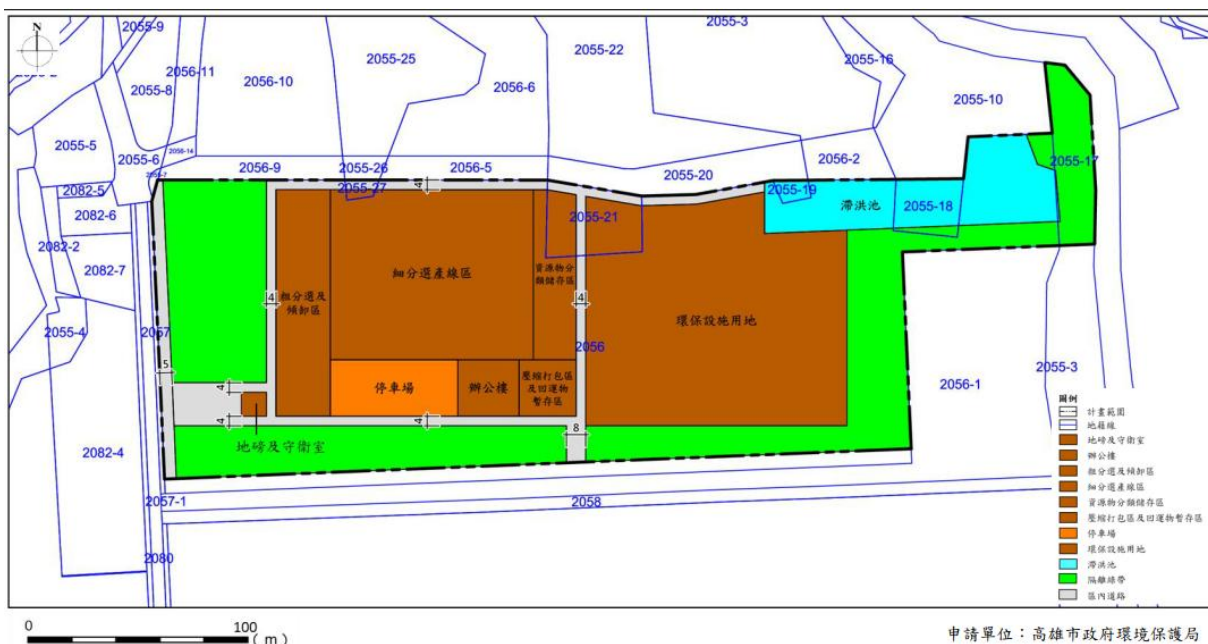 N
2055-9
2055-3
2055-25
2055-22
2056-11
2056-10
2055-8
2056-6
2055-16
2055-10
2055-5
2056-14
2055-6
2056-9
2055-26
2056-5
2055-20
2056-2
2055-17
2056-7
2082-5
2055-27
4
2055-19
2055-21
2055-18
滯洪池
2082-6
2082-2
2082-7
細分選產線區
資源物分
類儲存區
粗分選及
傾卸區
4
4
環保設施用地
2055-4
2057
2056
5
4
停車場
辦公樓
壓縮打包區
及回運物
暫存區
2056-1
2055-3
4
4
8
地磅及守衛室
2082-4
2057-1
2058
2080
圖例
計畫範圍
地籍線
地磅及守衛室
辦公樓
粗分選及傾卸區
細分選產線區
資源物分類儲存區
壓縮打包區及回運物暫存區
停車場
環保設施用地
滯洪池
隔離綠帶
區內道路
0 100
(m)
申請單位：高雄市政府環境保護局